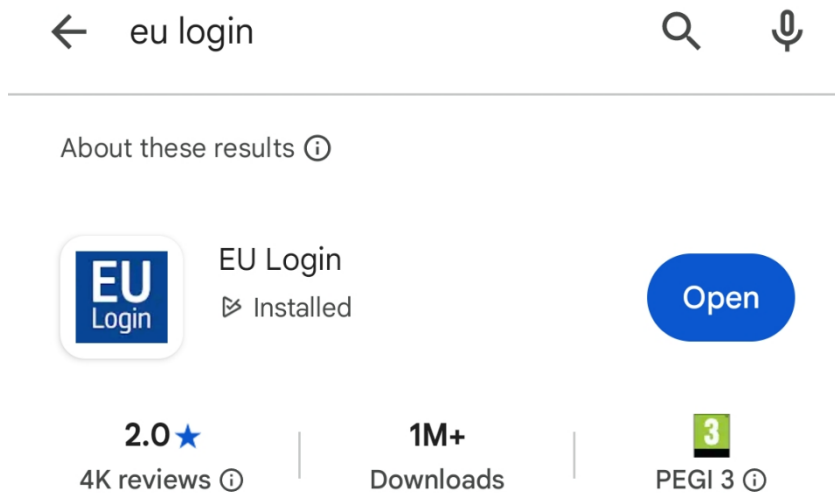 eu login
About these results
EU Login
EU
Login
Installed
Open
2.0★
4K reviews
1M+
Downloads
3
PEGI 3